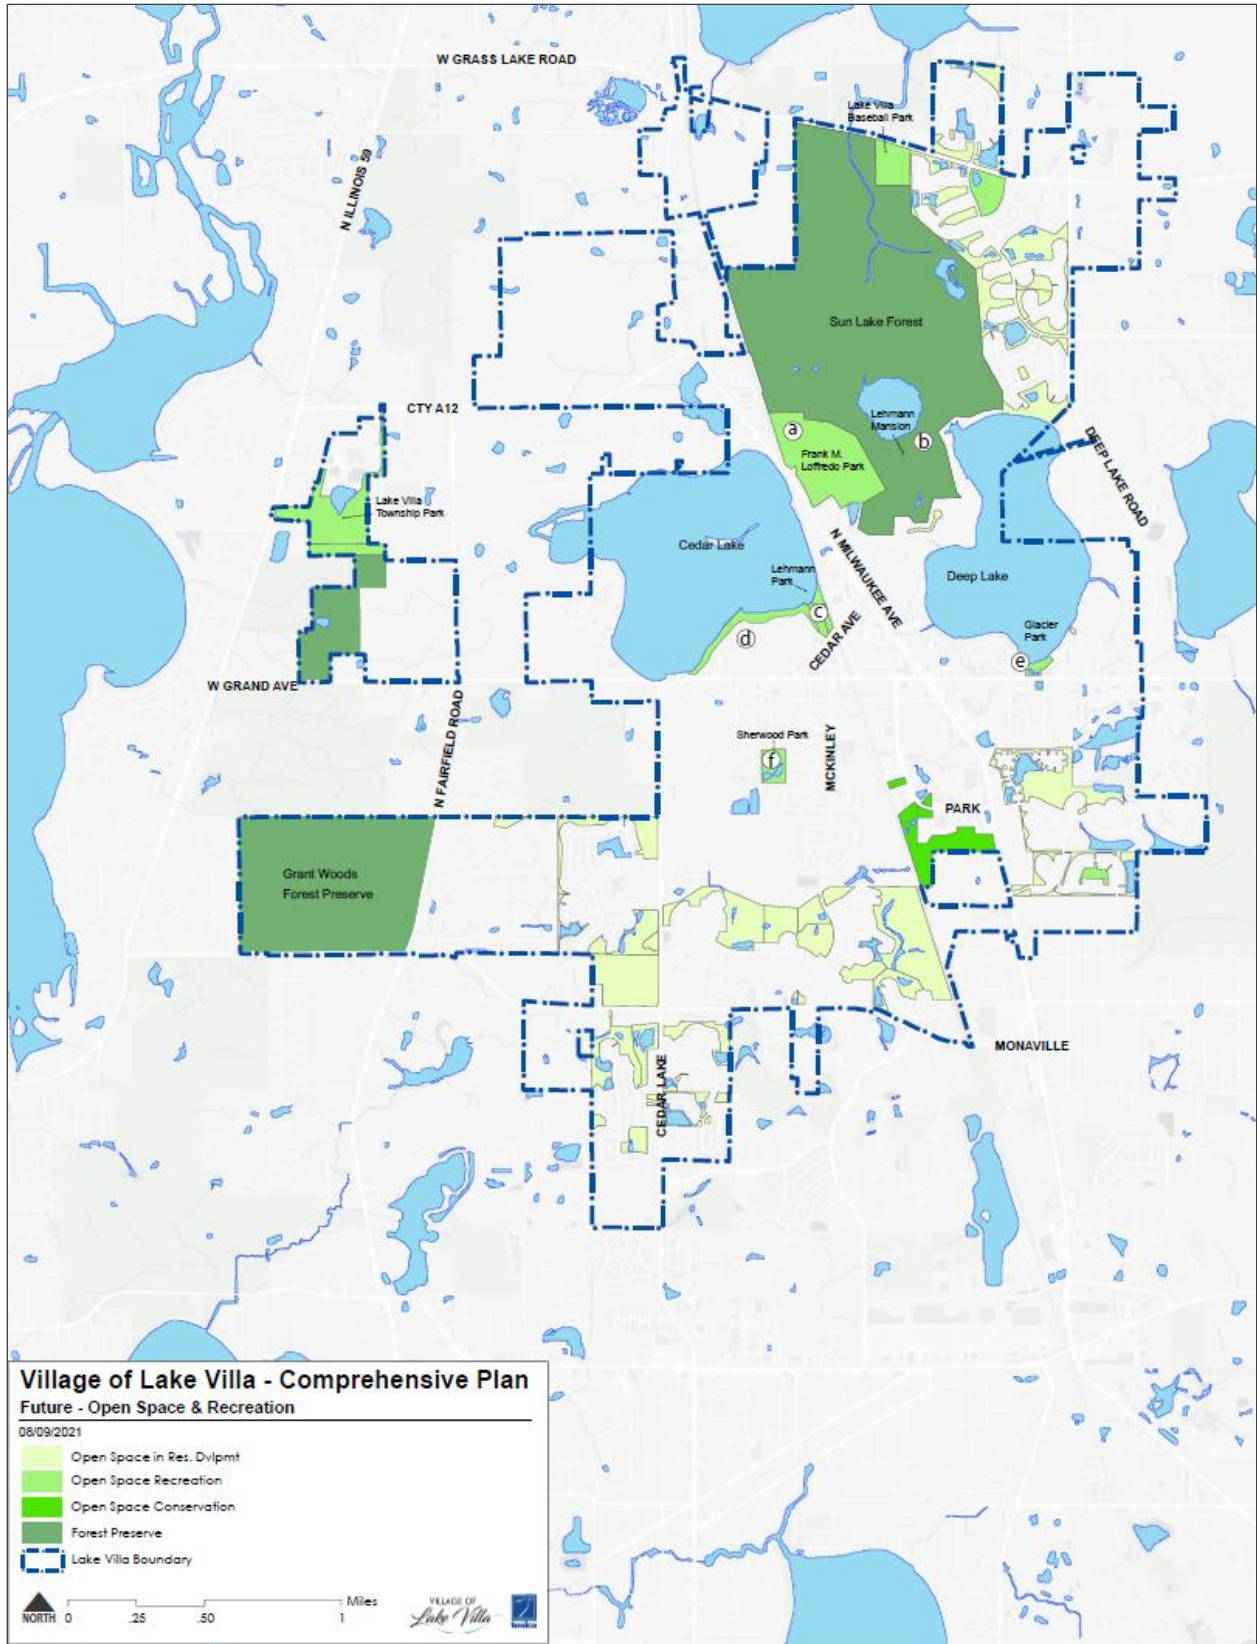 W GRASS LAKE ROAD
Lake Villa
Baseball Park
N ILLINOIS 59
Sun Lake Forest
CTY A12
Lehmann
Mansion
a
b
Frank M.
Loffredo Park
DEEP LAKE ROAD
Lake Villa
Township Park
Cedar Lake
N MILWAUKEE AVE
Lehmann
Park
Deep Lake
c
d
CEDAR AVE
Glacier
Park
e
W GRAND AVE
N FAIRFIELD ROAD
Sherwood Park
f
MCKINLEY
PARK
Grant Woods
Forest Preserve
MONAVILLE
CEDAR LAKE
Village of Lake Villa - Comprehensive Plan
Future - Open Space & Recreation
08/09/2021
Open Space in Res. Dvlpmt
Open Space Recreation
Open Space Conservation
Forest Preserve
Lake Villa Boundary
NORTH
0 .25 .50 1 Miles
VILLAGE OF
Lake Villa